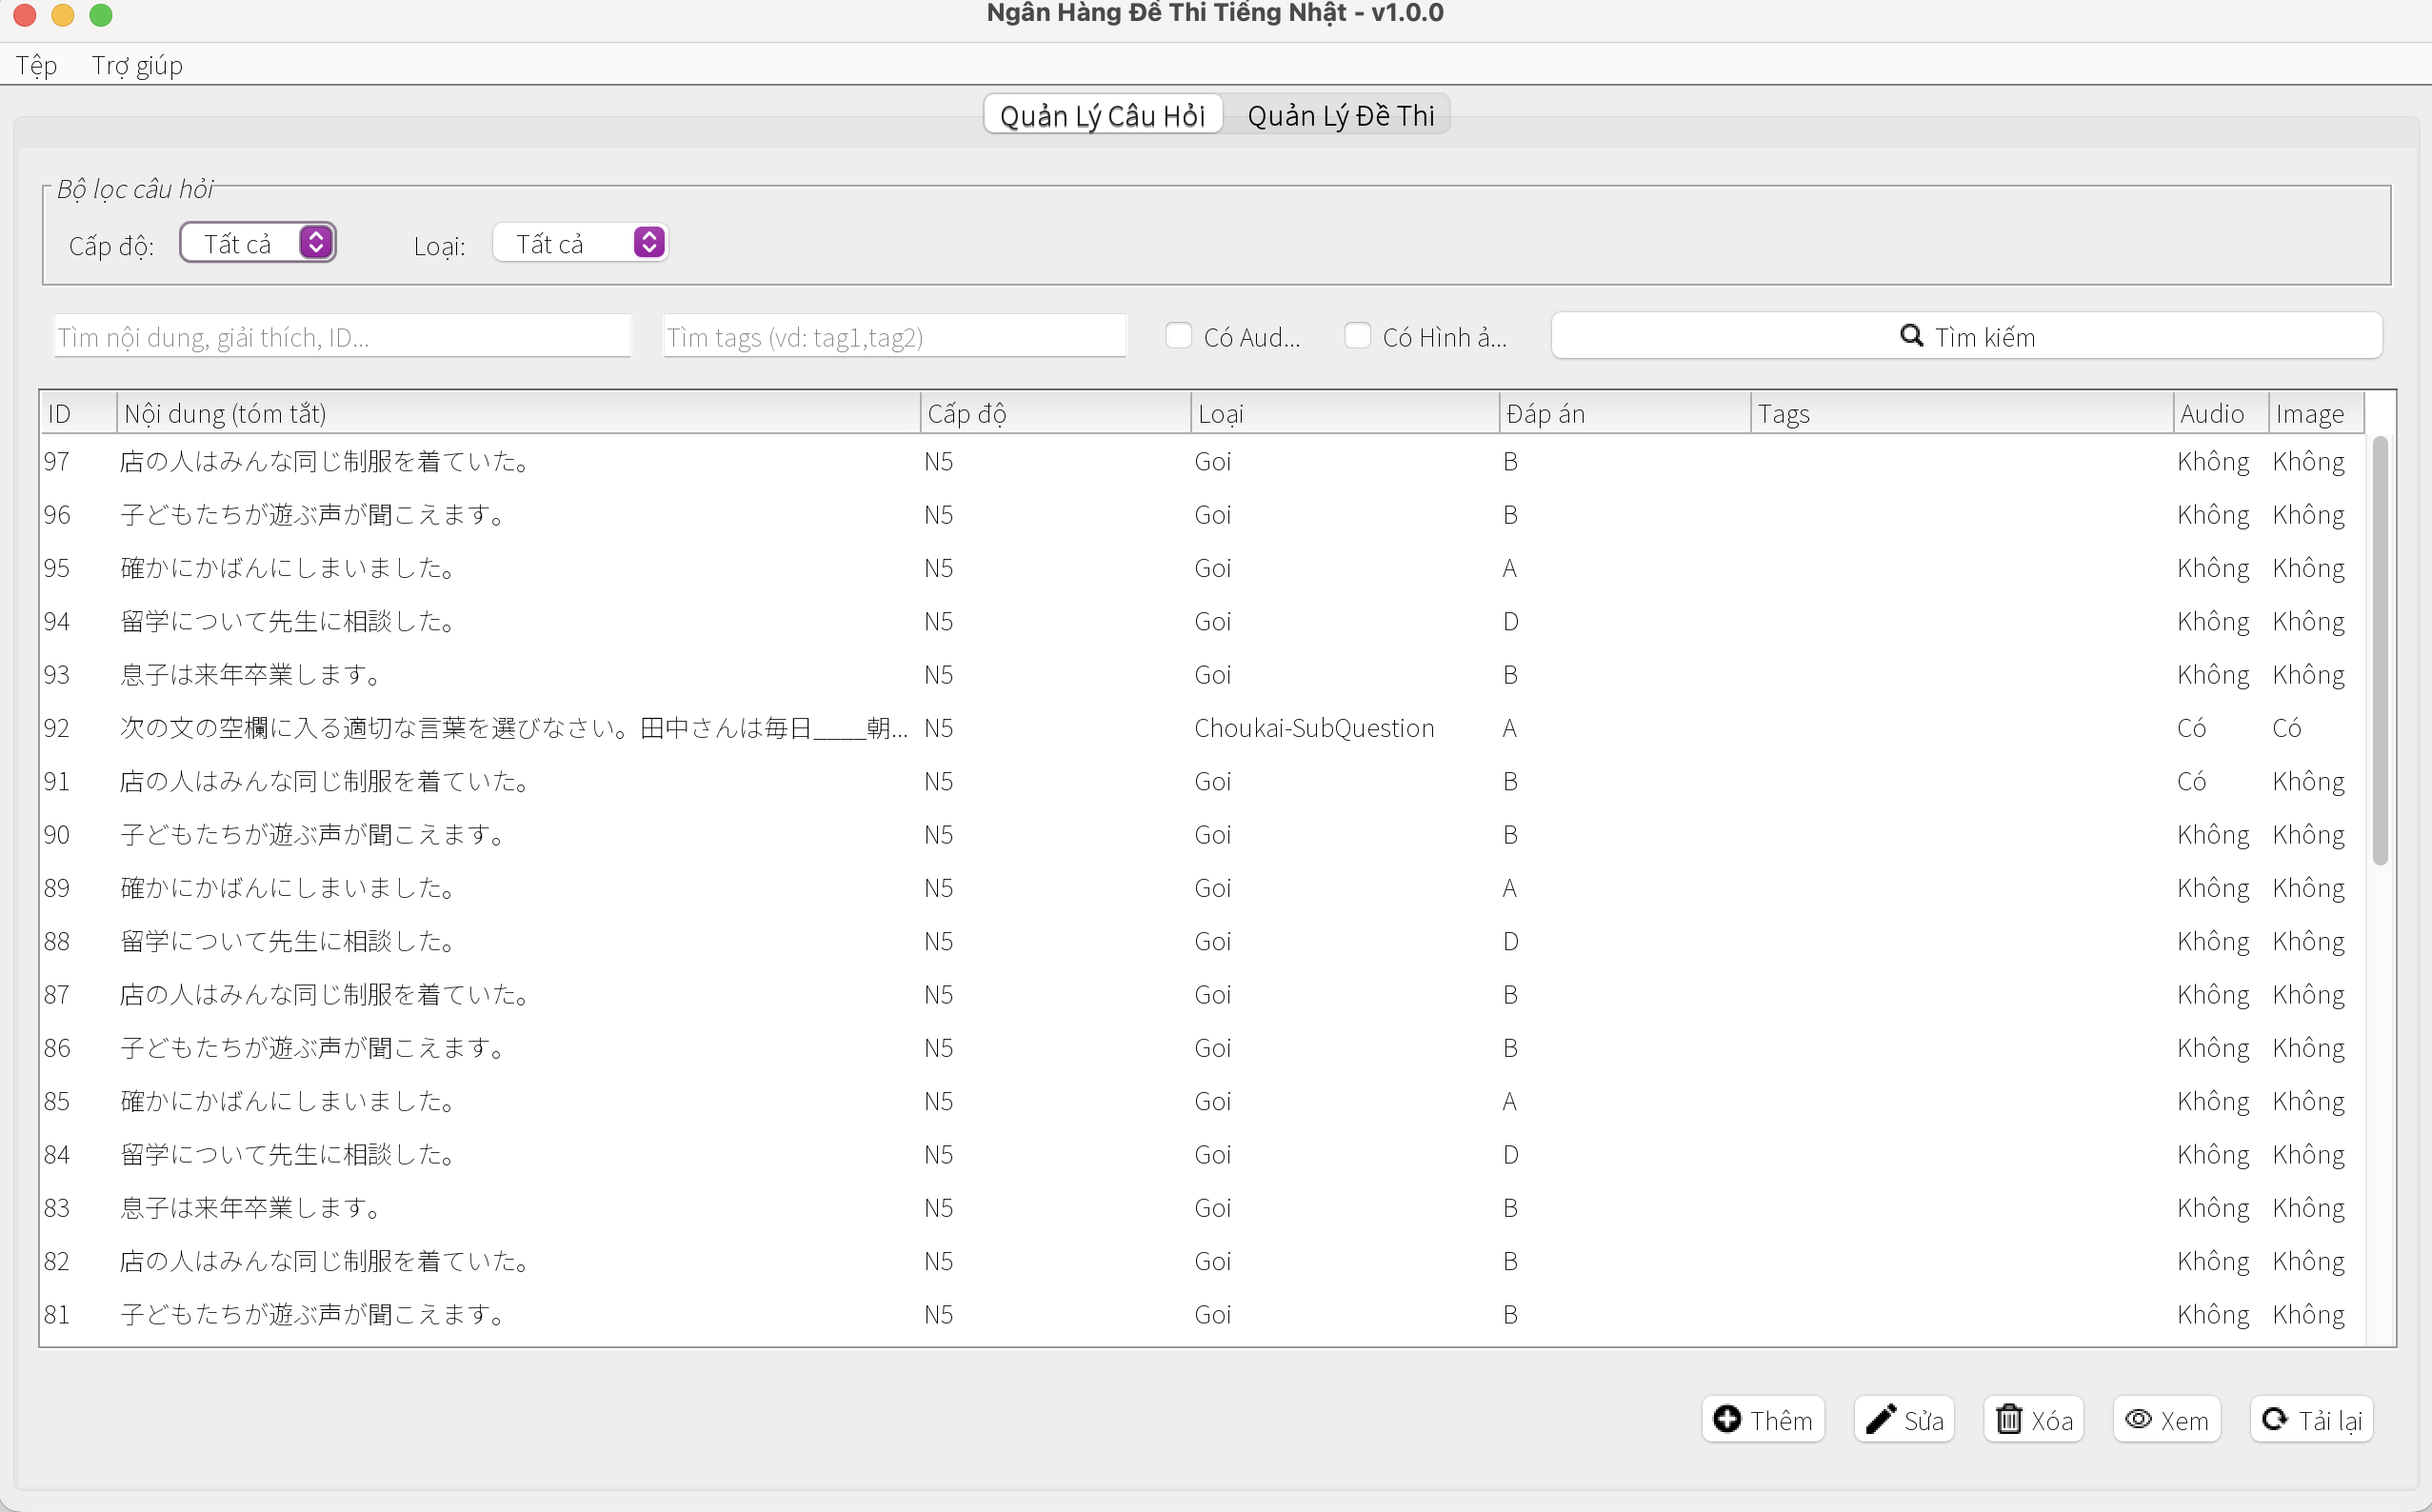 Ngân Hàng Đề Thi Tiếng Nhật - v1.0.0
Tệp Trợ giúp
Quản Lý Câu Hỏi Quản Lý Đề Thi
Bộ lọc câu hỏi
Cấp độ: Tất cả Loại: Tất cả
Tìm nội dung, giải thích, ID... Tìm tags (vd: tag1,tag2) Có Aud... Có Hình ả... Tìm kiếm
ID Nội dung (tóm tắt) Cấp độ Loại Đáp án Tags Audio Image
97 店の人はみんな同じ制服を着ていた。 N5 Goi B Không Không
96 子どもたちが遊ぶ声が聞こえます。 N5 Goi B Không Không
95 確かにかばんにしまいました。 N5 Goi A Không Không
94 留学について先生に相談した。 N5 Goi D Không Không
93 息子は来年卒業します。 N5 Goi B Không Không
92 次の文の空欄に入る適切な言葉を選びなさい。田中さんは毎日____朝... N5 Choukai-SubQuestion A Có Có
91 店の人はみんな同じ制服を着ていた。 N5 Goi B Có Không
90 子どもたちが遊ぶ声が聞こえます。 N5 Goi B Không Không
89 確かにかばんにしまいました。 N5 Goi A Không Không
88 留学について先生に相談した。 N5 Goi D Không Không
87 店の人はみんな同じ制服を着ていた。 N5 Goi B Không Không
86 子どもたちが遊ぶ声が聞こえます。 N5 Goi B Không Không
85 確かにかばんにしまいました。 N5 Goi A Không Không
84 留学について先生に相談した。 N5 Goi D Không Không
83 息子は来年卒業します。 N5 Goi B Không Không
82 店の人はみんな同じ制服を着ていた。 N5 Goi B Không Không
81 子どもたちが遊ぶ声が聞こえます。 N5 Goi B Không Không
Thêm Sửa Xóa Xem Tải lại